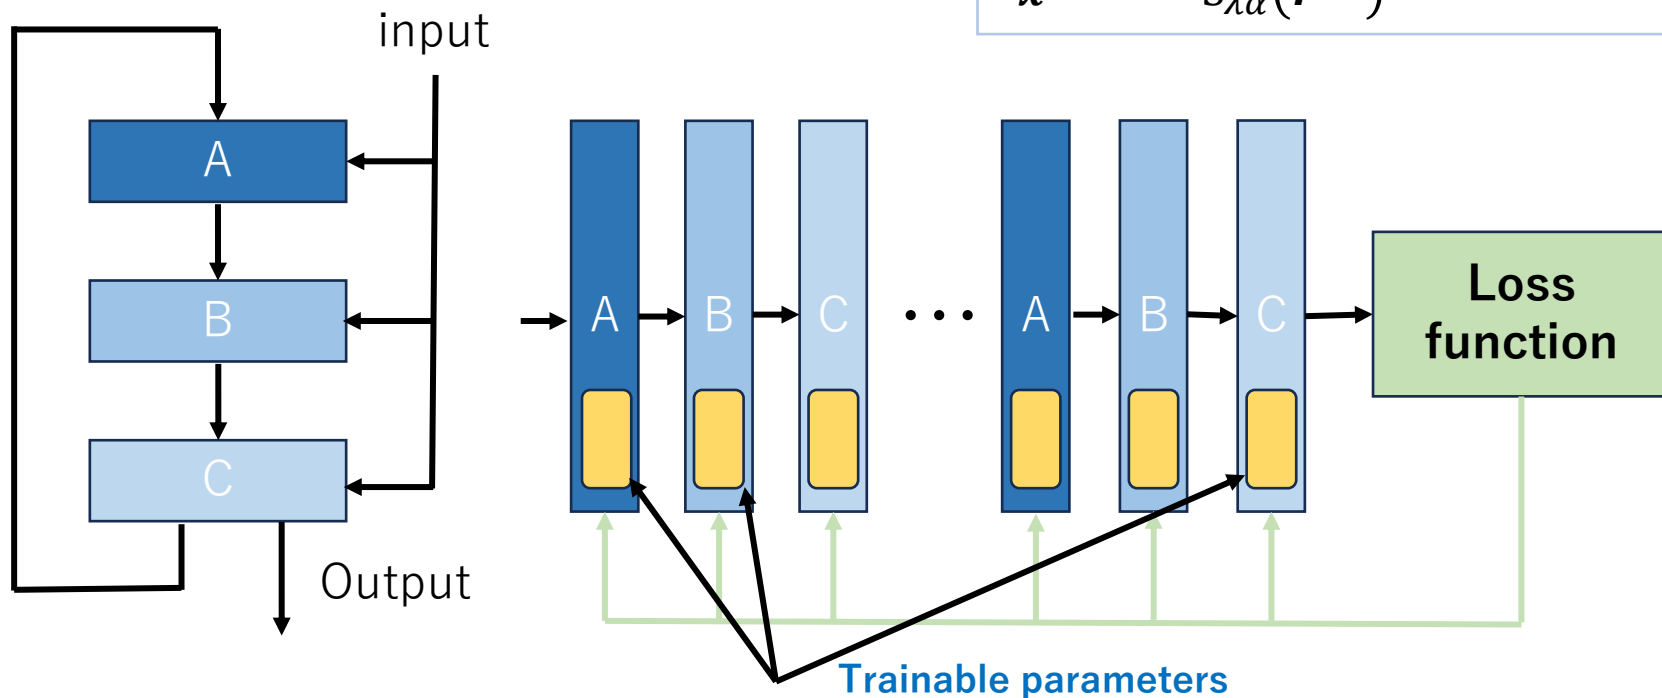 input
A
B
C
Output
A
B
C
...
A
B
C
Loss
function
Trainable parameters